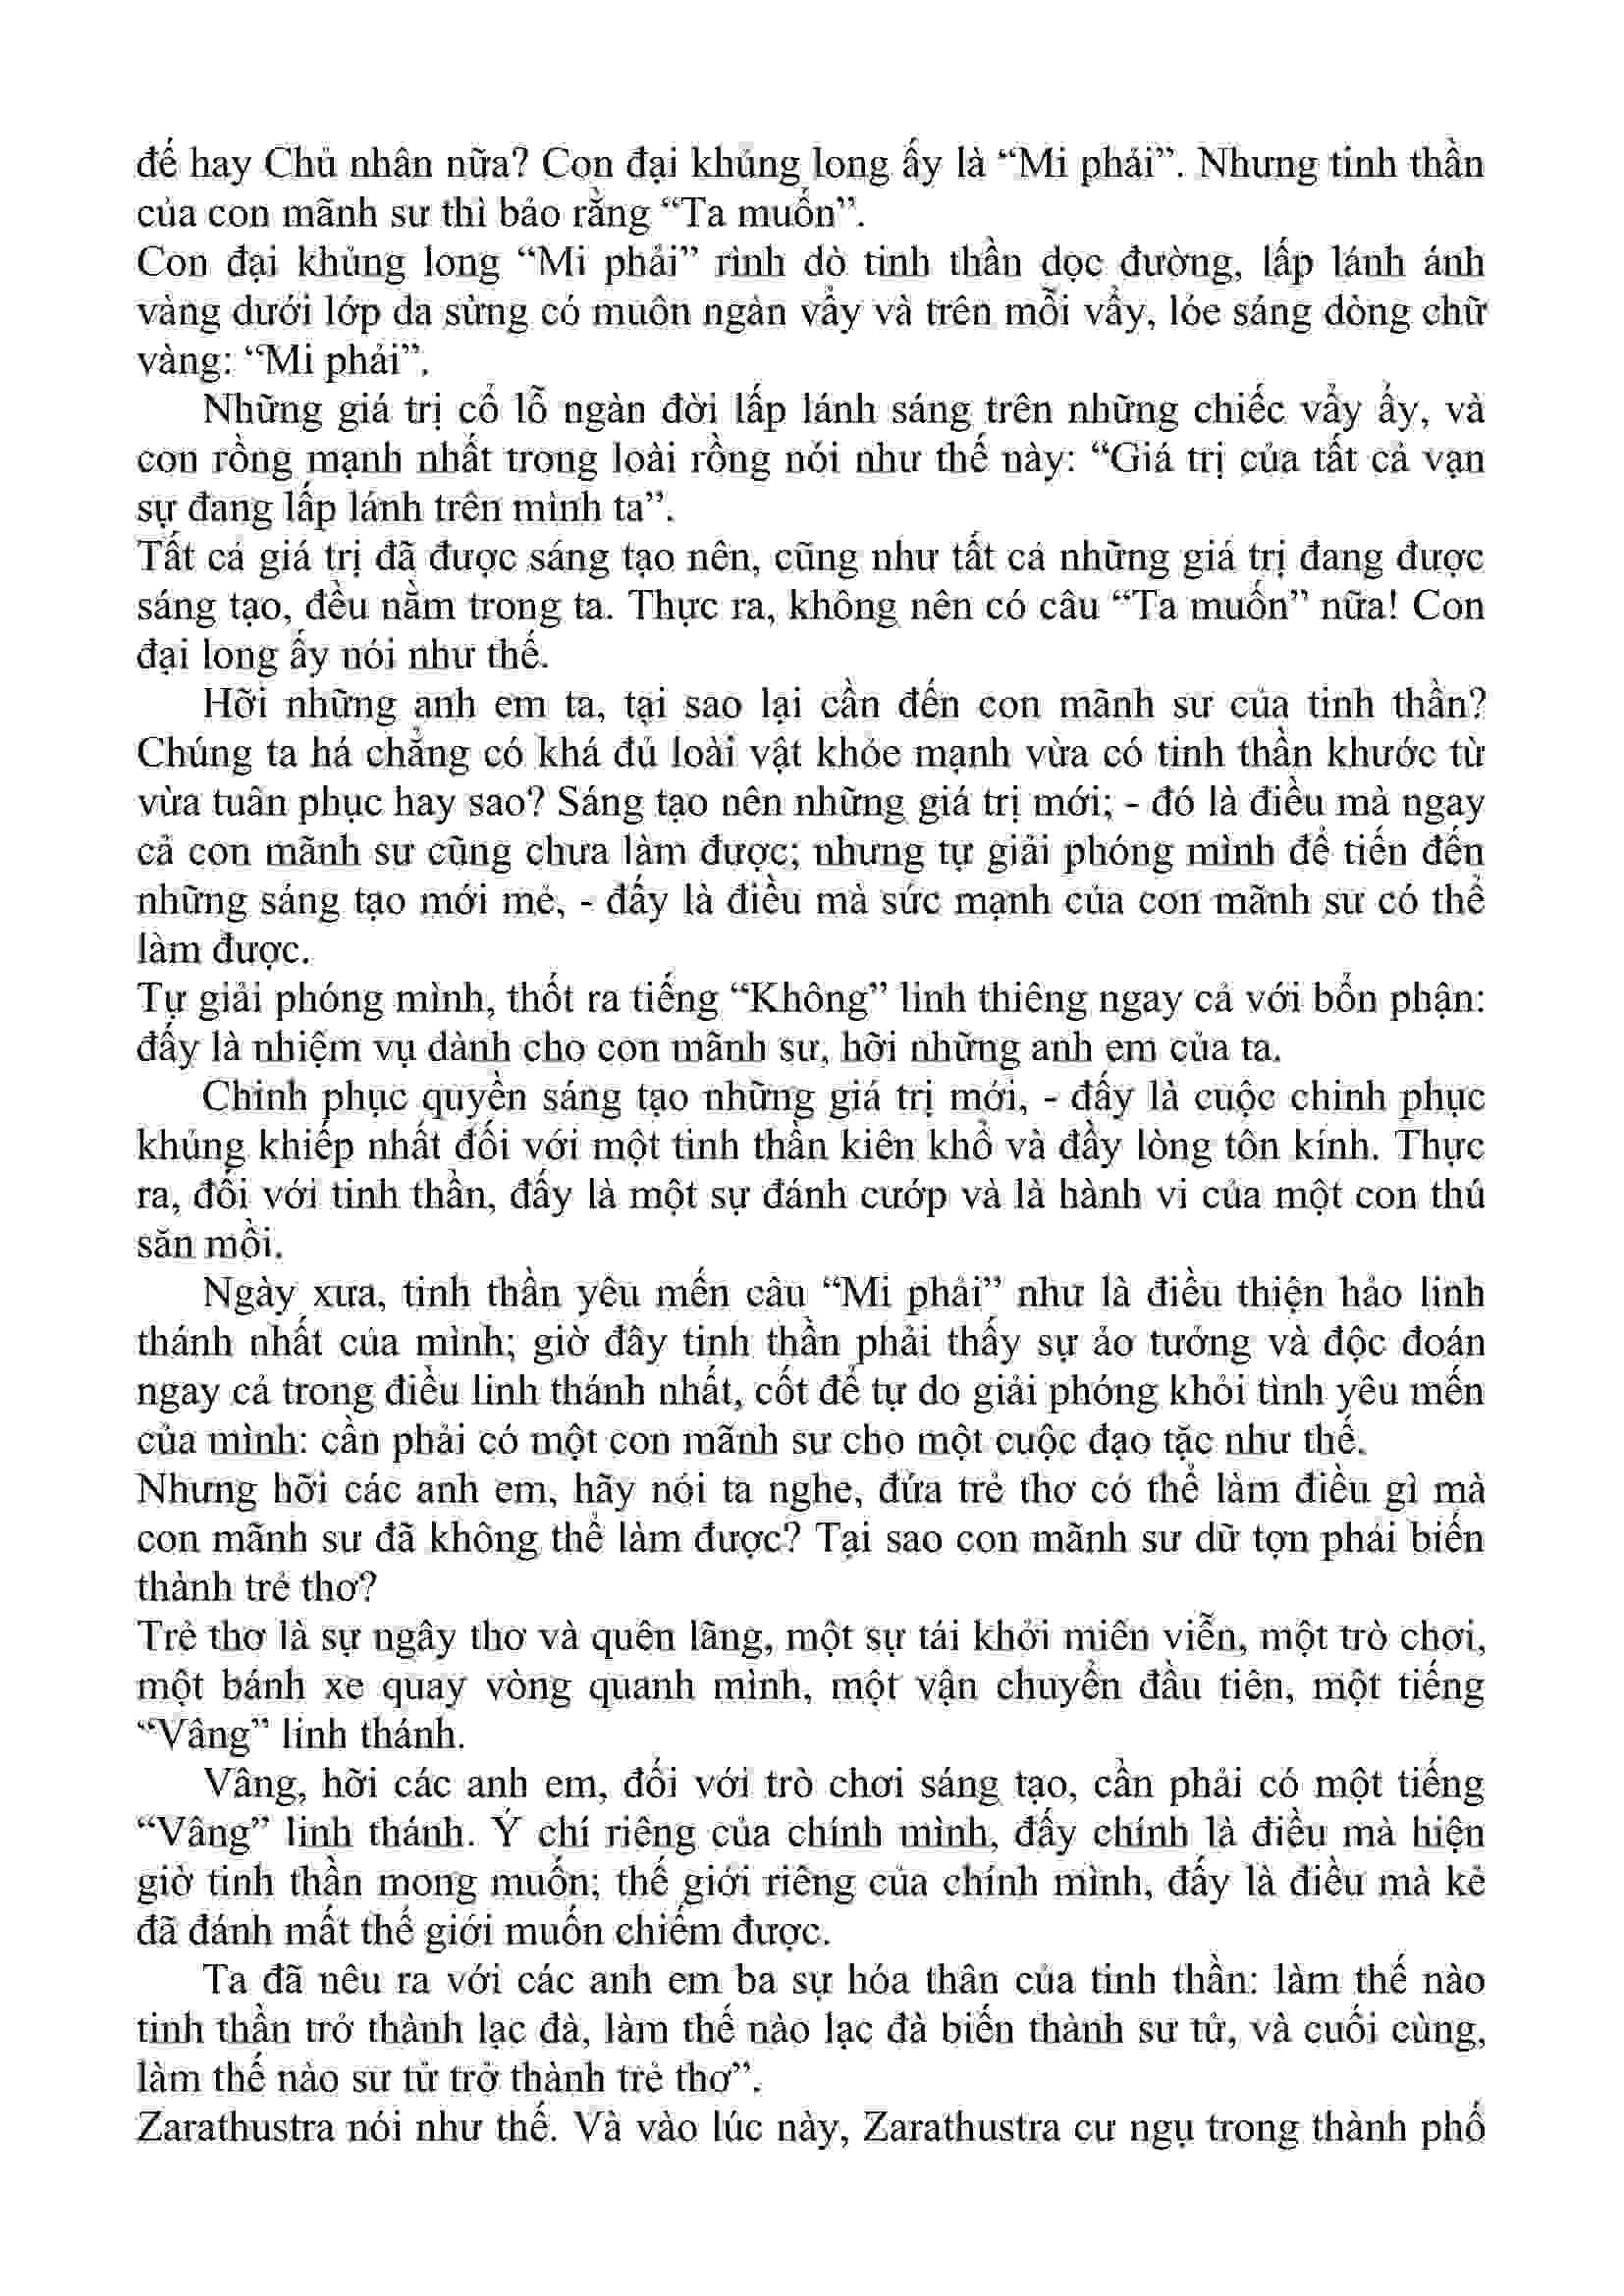 đế hay Chủ nhân nữa? Con đại khủng long ấy là “Mi phải”. Nhưng tinh thần
của con mãnh sư thì bảo rằng “Ta muốn”.
Con đại khủng long “Mi phải” rình dò tinh thần dọc đường, lấp lánh ánh
vàng dưới lớp da sừng có muôn ngàn vẩy và trên mỗi vẩy, lóe sáng dòng chữ
vàng: “Mi phải”.
Những giá trị cổ lỗ ngàn đời lấp lánh sáng trên những chiếc vẩy ấy, và
con rồng mạnh nhất trong loài rồng nói như thế này: “Giá trị của tất cả vạn
sự đang lấp lánh trên mình ta”.
Tất cả giá trị đã được sáng tạo nên, cũng như tất cả những giá trị đang được
sáng tạo, đều nằm trong ta. Thực ra, không nên có câu “Ta muốn” nữa! Con
đại long ấy nói như thế.
Hỡi những anh em ta, tại sao lại cần đến con mãnh sư của tinh thần?
Chúng ta há chẳng có khá đủ loài vật khỏe mạnh vừa có tinh thần khước từ
vừa tuân phục hay sao? Sáng tạo nên những giá trị mới; - đó là điều mà ngay
cả con mãnh sư cũng chưa làm được; nhưng tự giải phóng mình để tiến đến
những sáng tạo mới mẻ, - đấy là điều mà sức mạnh của con mãnh sư có thể
làm được.
Tự giải phóng mình, thốt ra tiếng “Không” linh thiêng ngay cả với bổn phận:
đấy là nhiệm vụ dành cho con mãnh sư, hỡi những anh em của ta.
Chinh phục quyền sáng tạo những giá trị mới, - đấy là cuộc chinh phục
khủng khiếp nhất đối với một tinh thần kiên khổ và đầy lòng tôn kính. Thực
ra, đối với tinh thần, đấy là một sự đánh cướp và là hành vi của một con thú
săn mồi.
Ngày xưa, tinh thần yêu mến câu “Mi phải” như là điều thiện hảo linh
thánh nhất của mình; giờ đây tinh thần phải thấy sự ảo tưởng và độc đoán
ngay cả trong điều linh thánh nhất, cốt để tự do giải phóng khỏi tình yêu mến
của mình: cần phải có một con mãnh sư cho một cuộc đạo tặc như thế.
Nhưng hỡi các anh em, hãy nói ta nghe, đứa trẻ thơ có thể làm điều gì mà
con mãnh sư đã không thể làm được? Tại sao con mãnh sư dữ tợn phải biến
thành trẻ thơ?
Trẻ thơ là sự ngây thơ và quên lãng, một sự tái khởi miên viễn, một trò chơi,
một bánh xe quay vòng quanh mình, một vận chuyển đầu tiên, một tiếng
“Vâng” linh thánh.
Vâng, hỡi các anh em, đối với trò chơi sáng tạo, cần phải có một tiếng
“Vâng” linh thánh. Ý chí riêng của chính mình, đấy chính là điều mà hiện
giờ tinh thần mong muốn; thế giới riêng của chính mình, đấy là điều mà kẻ
đã đánh mất thế giới muốn chiếm được.
Ta đã nêu ra với các anh em ba sự hóa thân của tinh thần: làm thế nào
tinh thần trở thành lạc đà, làm thế nào lạc đà biến thành sư tử, và cuối cùng,
làm thế nào sư tử trở thành trẻ thơ”.
Zarathustra nói như thế. Và vào lúc này, Zarathustra cư ngụ trong thành phố